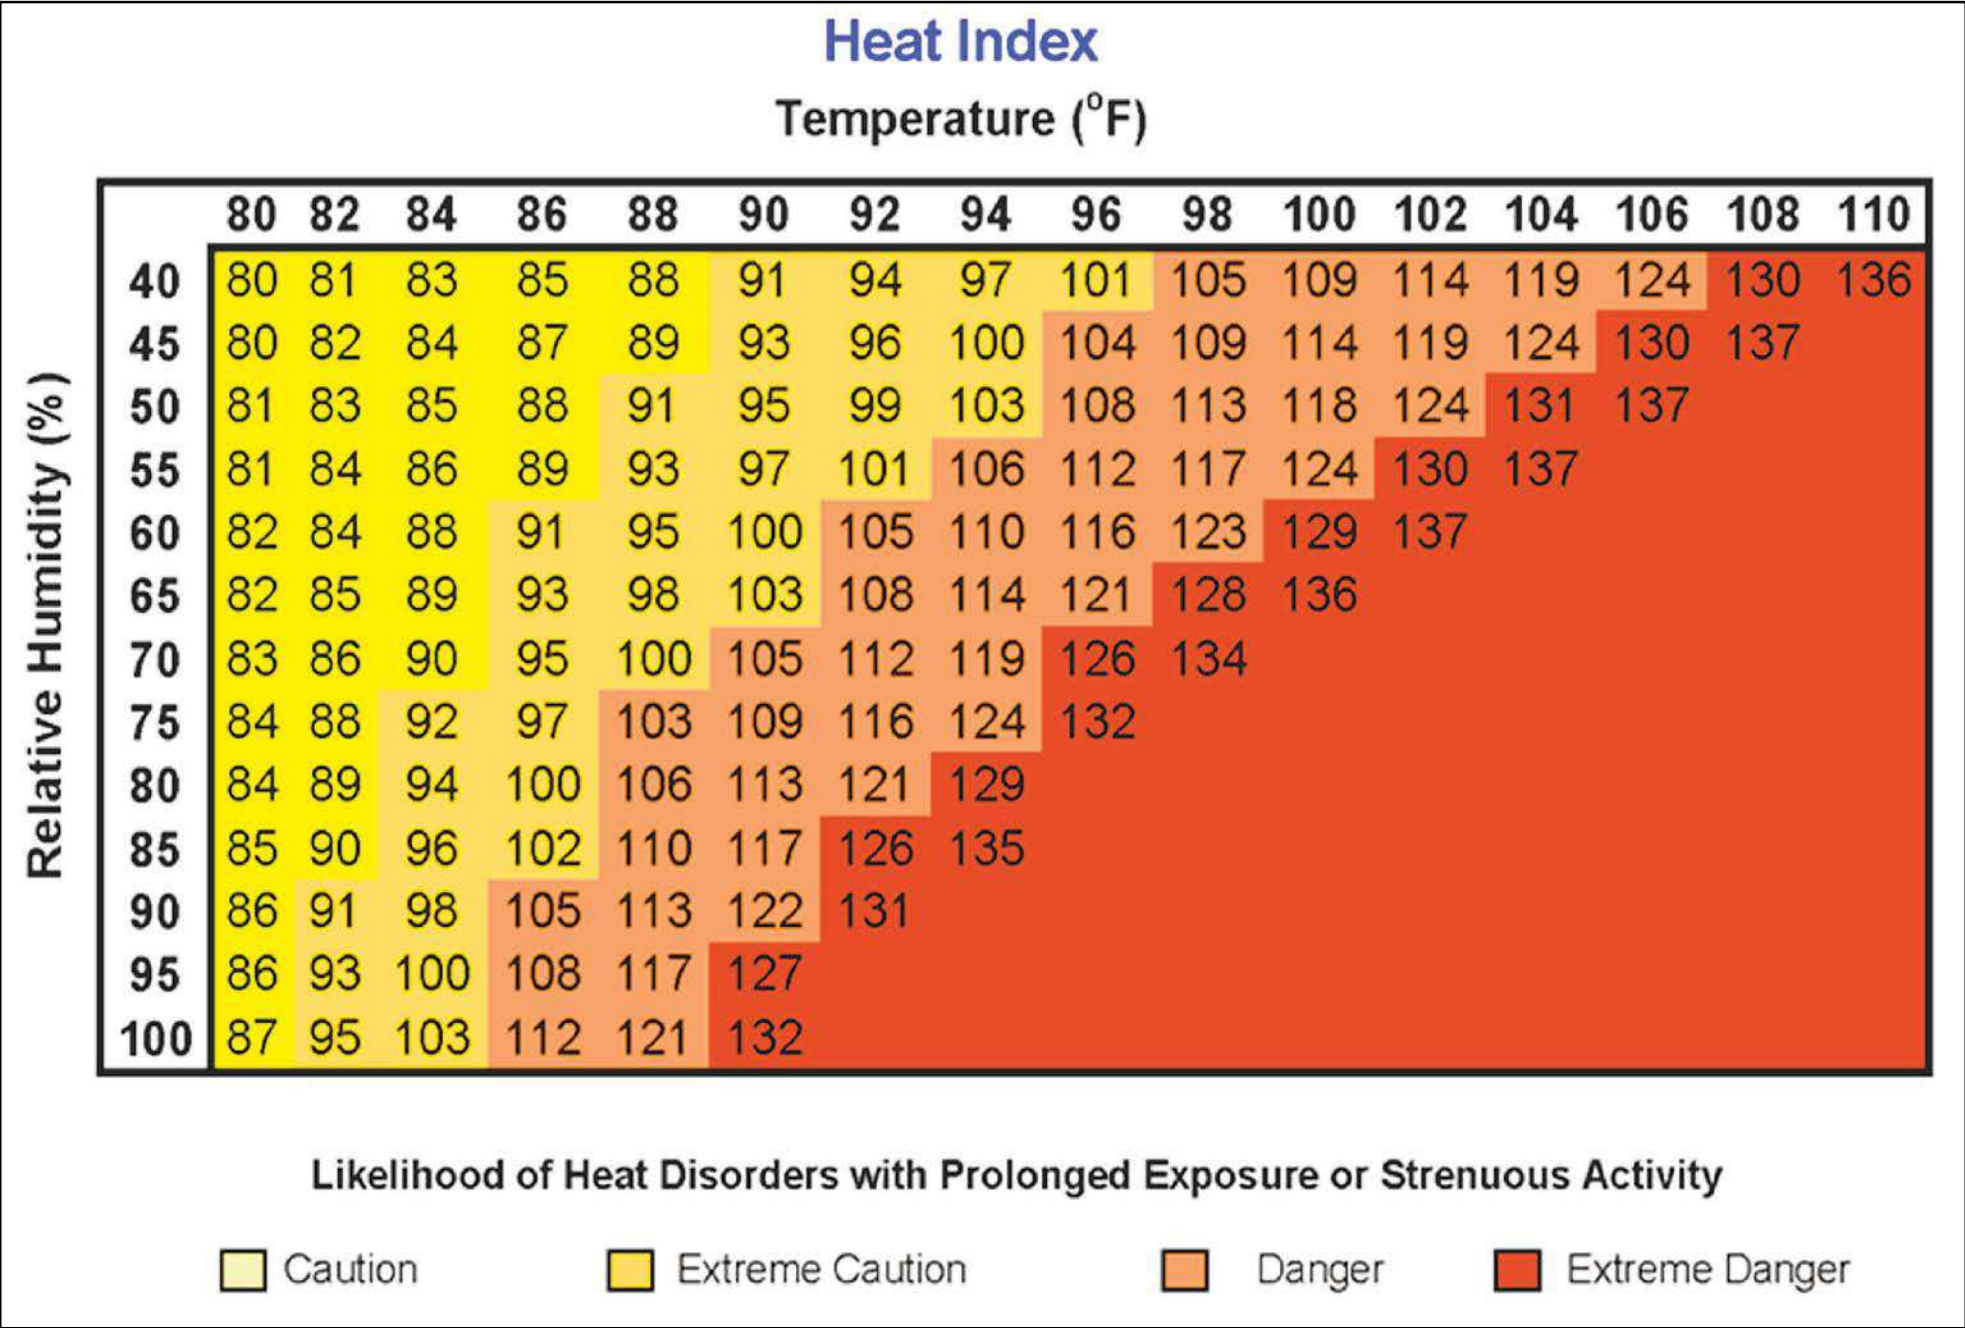 Heat Index
Temperature (°F)
80 82 84 86 88 90 92 94 96 98 100 102 104 106 108 110
Relative Humidity (%)
40 80 81 83 85 88 91 94 97 101 105 109 114 119 124 130 136
45 80 82 84 87 89 93 96 100 104 109 114 119 124 130 137
50 81 83 85 88 91 95 99 103 108 113 118 124 131 137
55 81 84 86 89 93 97 101 106 112 117 124 130 137
60 82 84 88 91 95 100 105 110 116 123 129 137
65 82 85 89 93 98 103 108 114 121 128 136
70 83 86 90 95 100 105 112 119 126 134
75 84 88 92 97 103 109 116 124 132
80 84 89 94 100 106 113 121 129
85 85 90 96 102 110 117 126 135
90 86 91 98 105 113 122 131
95 86 93 100 108 117 127
100 87 95 103 112 121 132
Likelihood of Heat Disorders with Prolonged Exposure or Strenuous Activity
Caution Extreme Caution Danger Extreme Danger